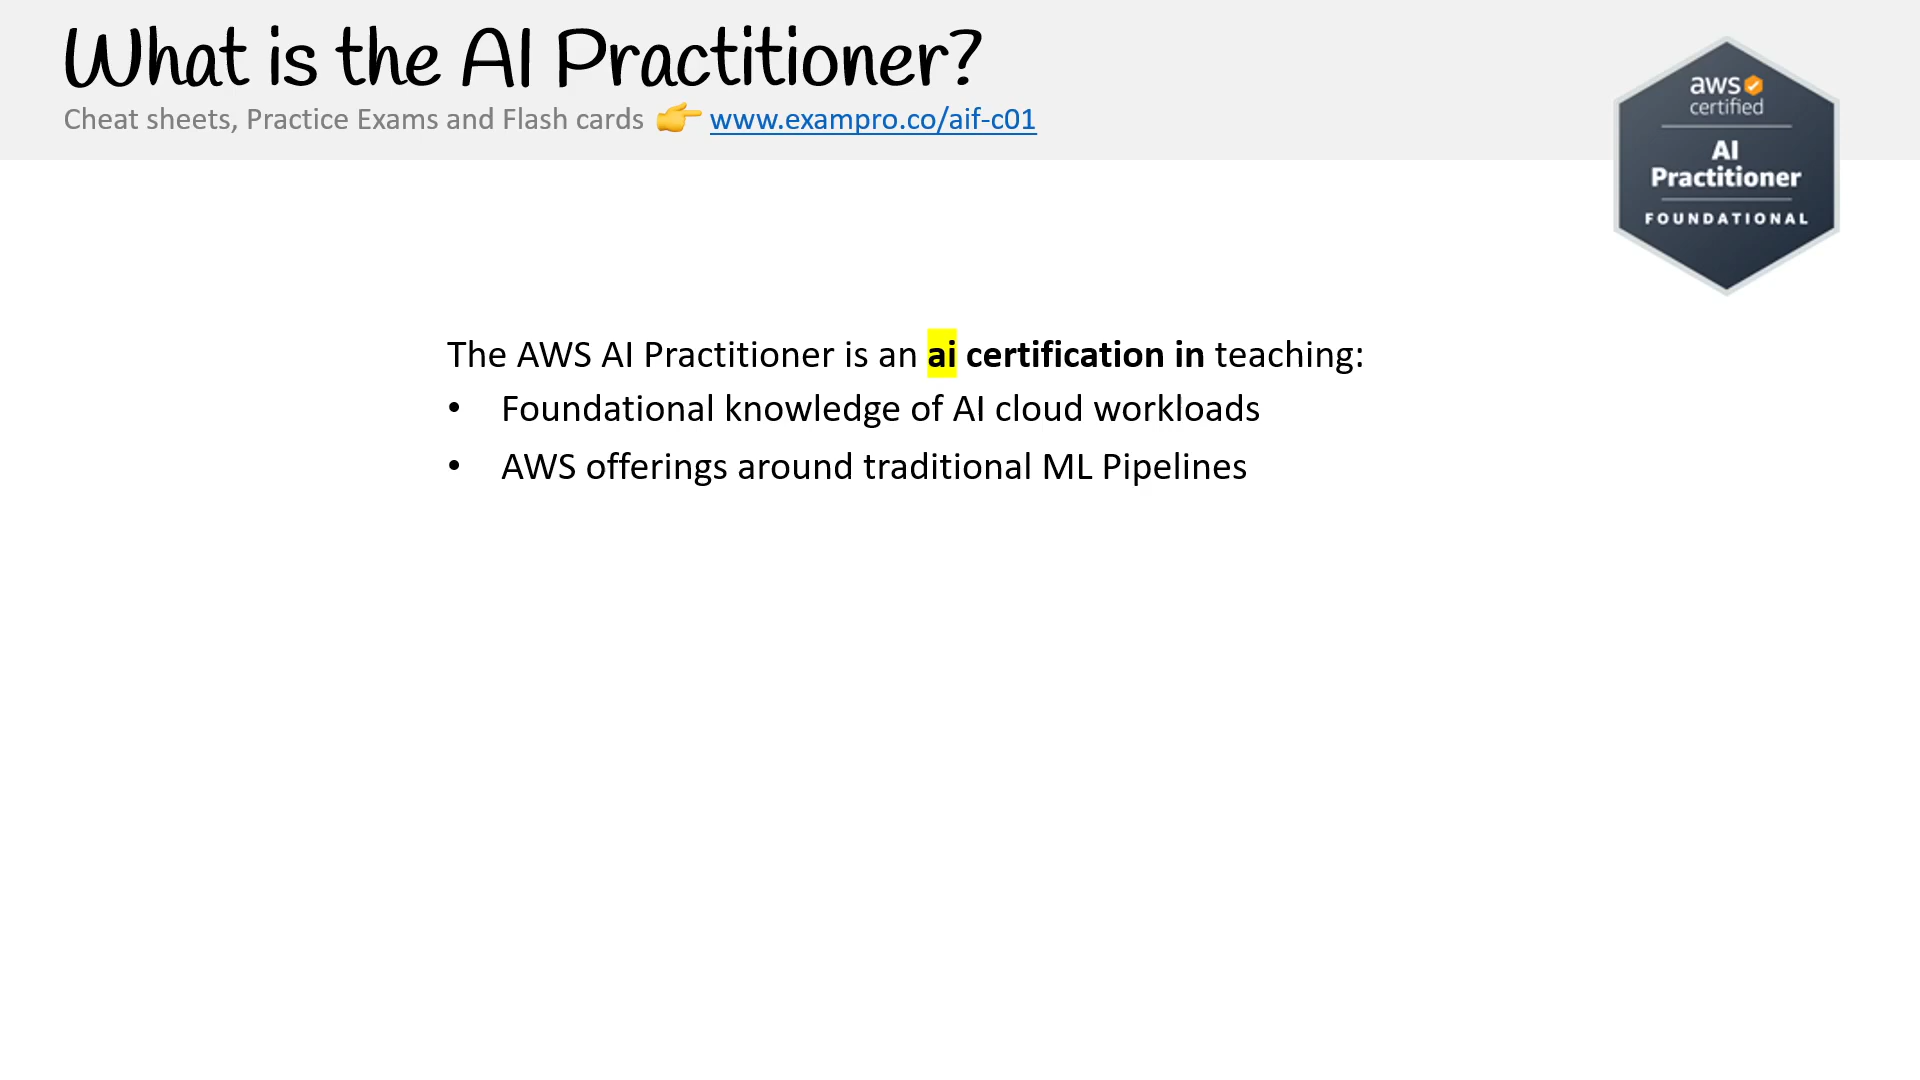 What is the AI Practitioner?
Cheat sheets, Practice Exams and Flash cards 👉 www.exampro.co/aif-c01
aws
certified
AI
Practitioner
FOUNDATIONAL
The AWS AI Practitioner is an ai certification in teaching:
• Foundational knowledge of AI cloud workloads
• AWS offerings around traditional ML Pipelines